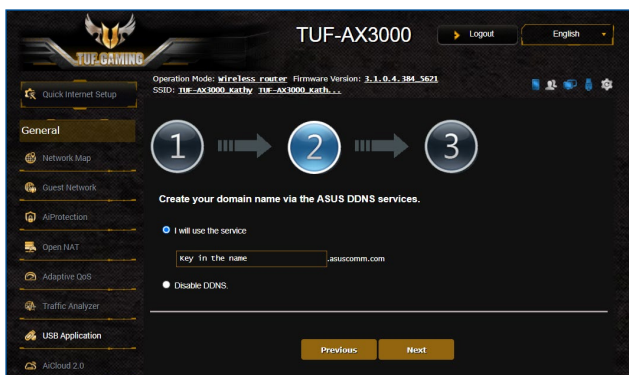 TUF GAMING
TUF-AX3000
Logout
English
Operation Mode: Wireless router Firmware Version: 3.1.0.4.384_5621
SSID: TUF-AX3000_Kathy TUF-AX3000_Kath...
Quick Internet Setup
General
Network Map
Guest Network
AiProtection
Open NAT
Adaptive QoS
Traffic Analyzer
USB Application
AiCloud 2.0
1
2
3
Create your domain name via the ASUS DDNS services.
I will use the service
Key in the name .asuscomm.com
Disable DDNS.
Previous Next